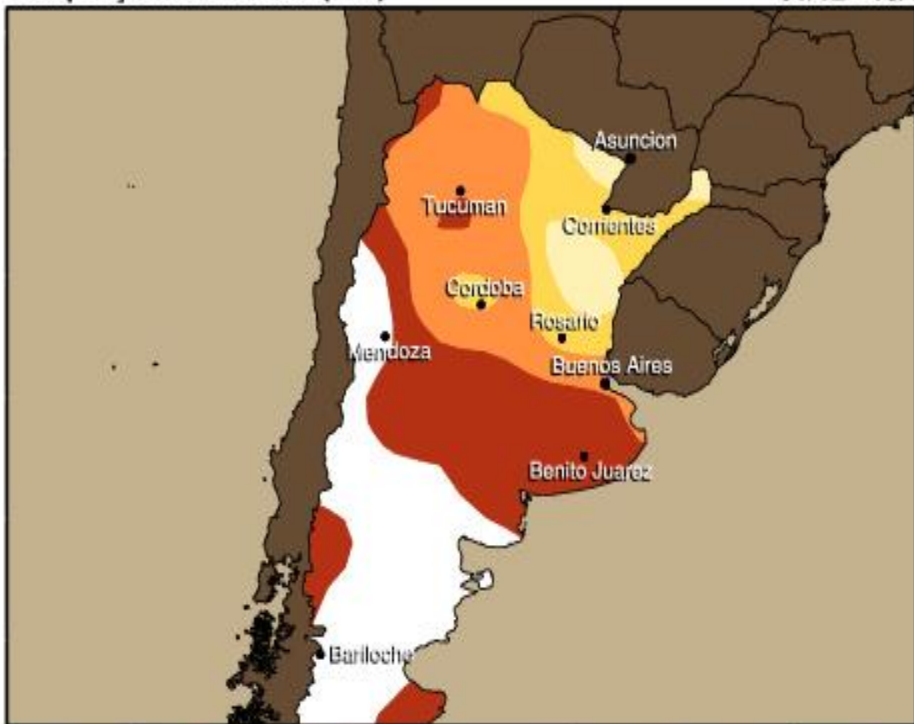 Asuncion
Tucuman
Corrientes
Cordoba
Rosario
Mendoza
Buenos Aires
Benito Juarez
Bariloche